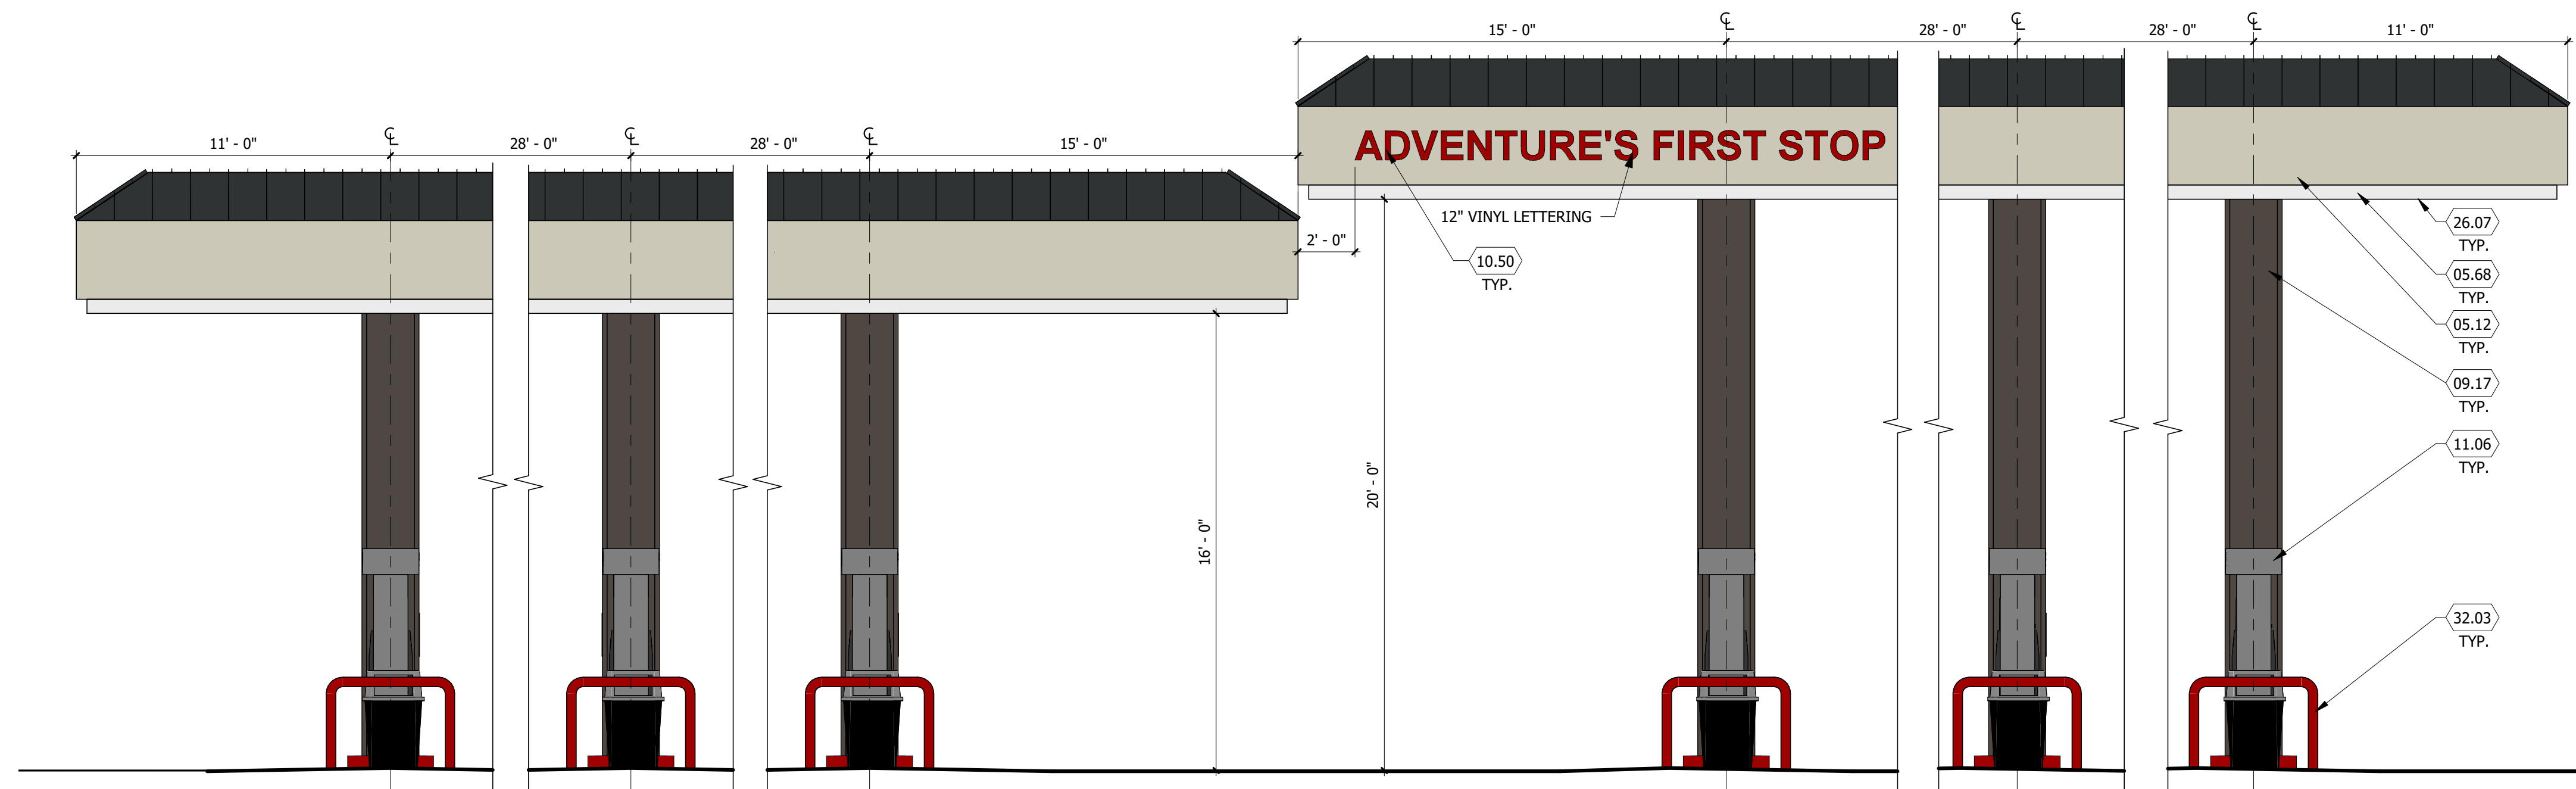 15' - 0"
℄
28' - 0"
℄
28' - 0"
℄
11' - 0"
11' - 0"
℄
28' - 0"
℄
28' - 0"
℄
15' - 0"
ADVENTURE'S FIRST STOP
12" VINYL LETTERING
2' - 0"
10.50
TYP.
26.07
TYP.
05.68
TYP.
05.12
TYP.
09.17
TYP.
11.06
TYP.
16' - 0"
20' - 0"
32.03
TYP.